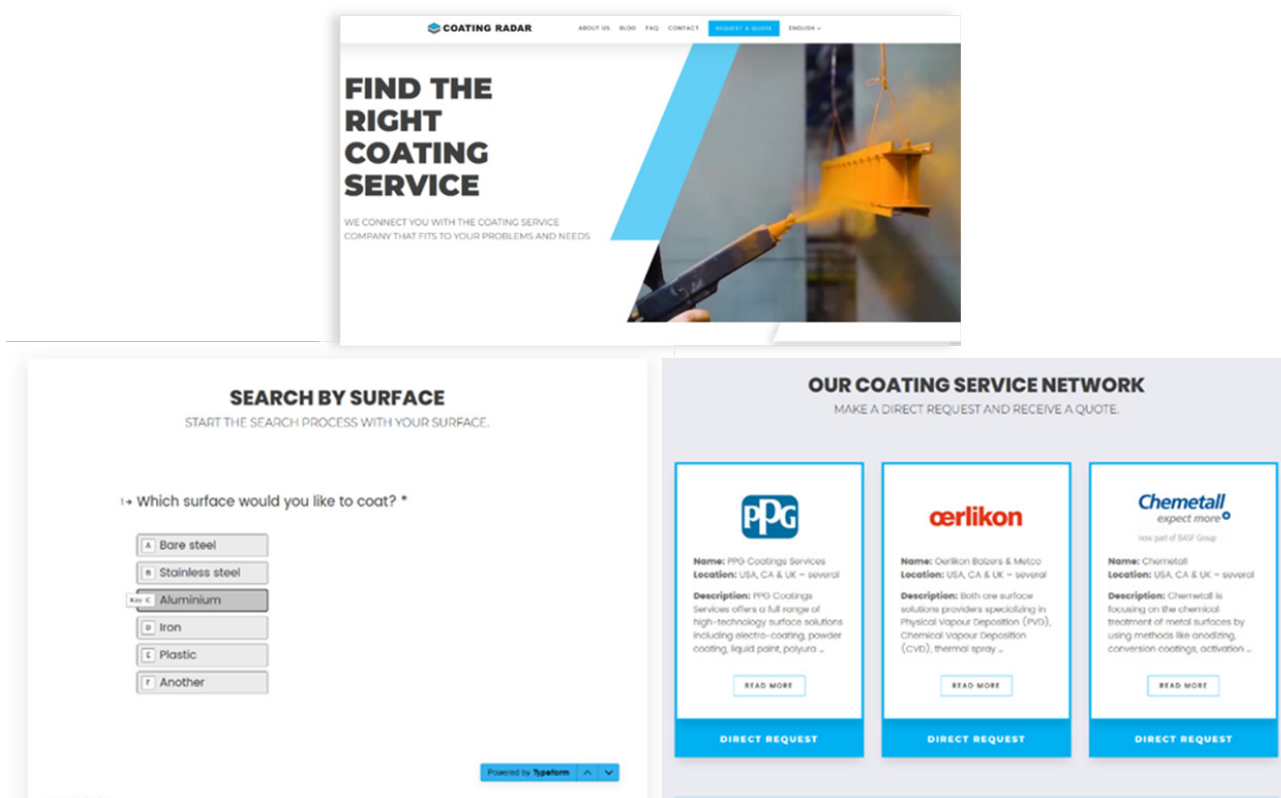 COATING RADAR
ABOUT US BLOG FAQ CONTACT REQUEST A QUOTE ENGLISH
FIND THE
RIGHT
COATING
SERVICE
WE CONNECT YOU WITH THE COATING SERVICE
COMPANY THAT FITS TO YOUR PROBLEMS AND NEEDS
SEARCH BY SURFACE
START THE SEARCH PROCESS WITH YOUR SURFACE.
1→ Which surface would you like to coat? *
A Bare steel
B Stainless steel
Key C Aluminium
D Iron
E Plastic
F Another
Powered by Typeform
OUR COATING SERVICE NETWORK
MAKE A DIRECT REQUEST AND RECEIVE A QUOTE.
PPG
Name: PPG Coatings Services
Location: USA, CA & UK – several
Description: PPG Coatings
Services offers a full range of
high-technology surface solutions
including electro-coating, powder
coating, liquid paint, polyura ...
READ MORE
DIRECT REQUEST
œrlikon
Name: Oerlikon Balzers & Metco
Location: USA, CA & UK – several
Description: Both are surface
solutions providers specializing in
Physical Vapour Deposition (PVD),
Chemical Vapour Deposition
(CVD), thermal spray ...
READ MORE
DIRECT REQUEST
Chemetall
expect more
now part of BASF Group
Name: Chemetall
Location: USA, CA & UK – several
Description: Chemetall is
focusing on the chemical
treatment of metal surfaces by
using methods like anodizing,
conversion coatings, activation ...
READ MORE
DIRECT REQUEST